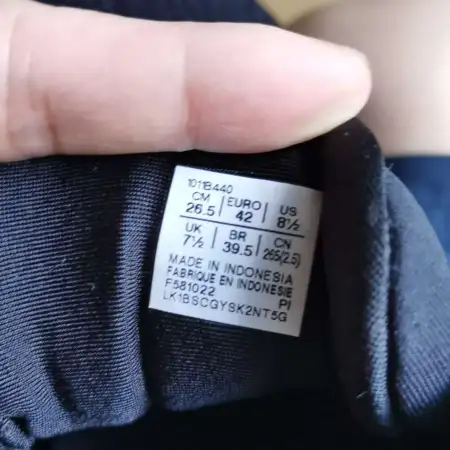 1011B440
CM EURO US
26.5 42 8½
UK BR CN
7½ 39.5 265(2.5)
MADE IN INDONESIA
FABRIQUE EN INDONESIE
F581022 PI
LK1BSCGYSK2NT5G